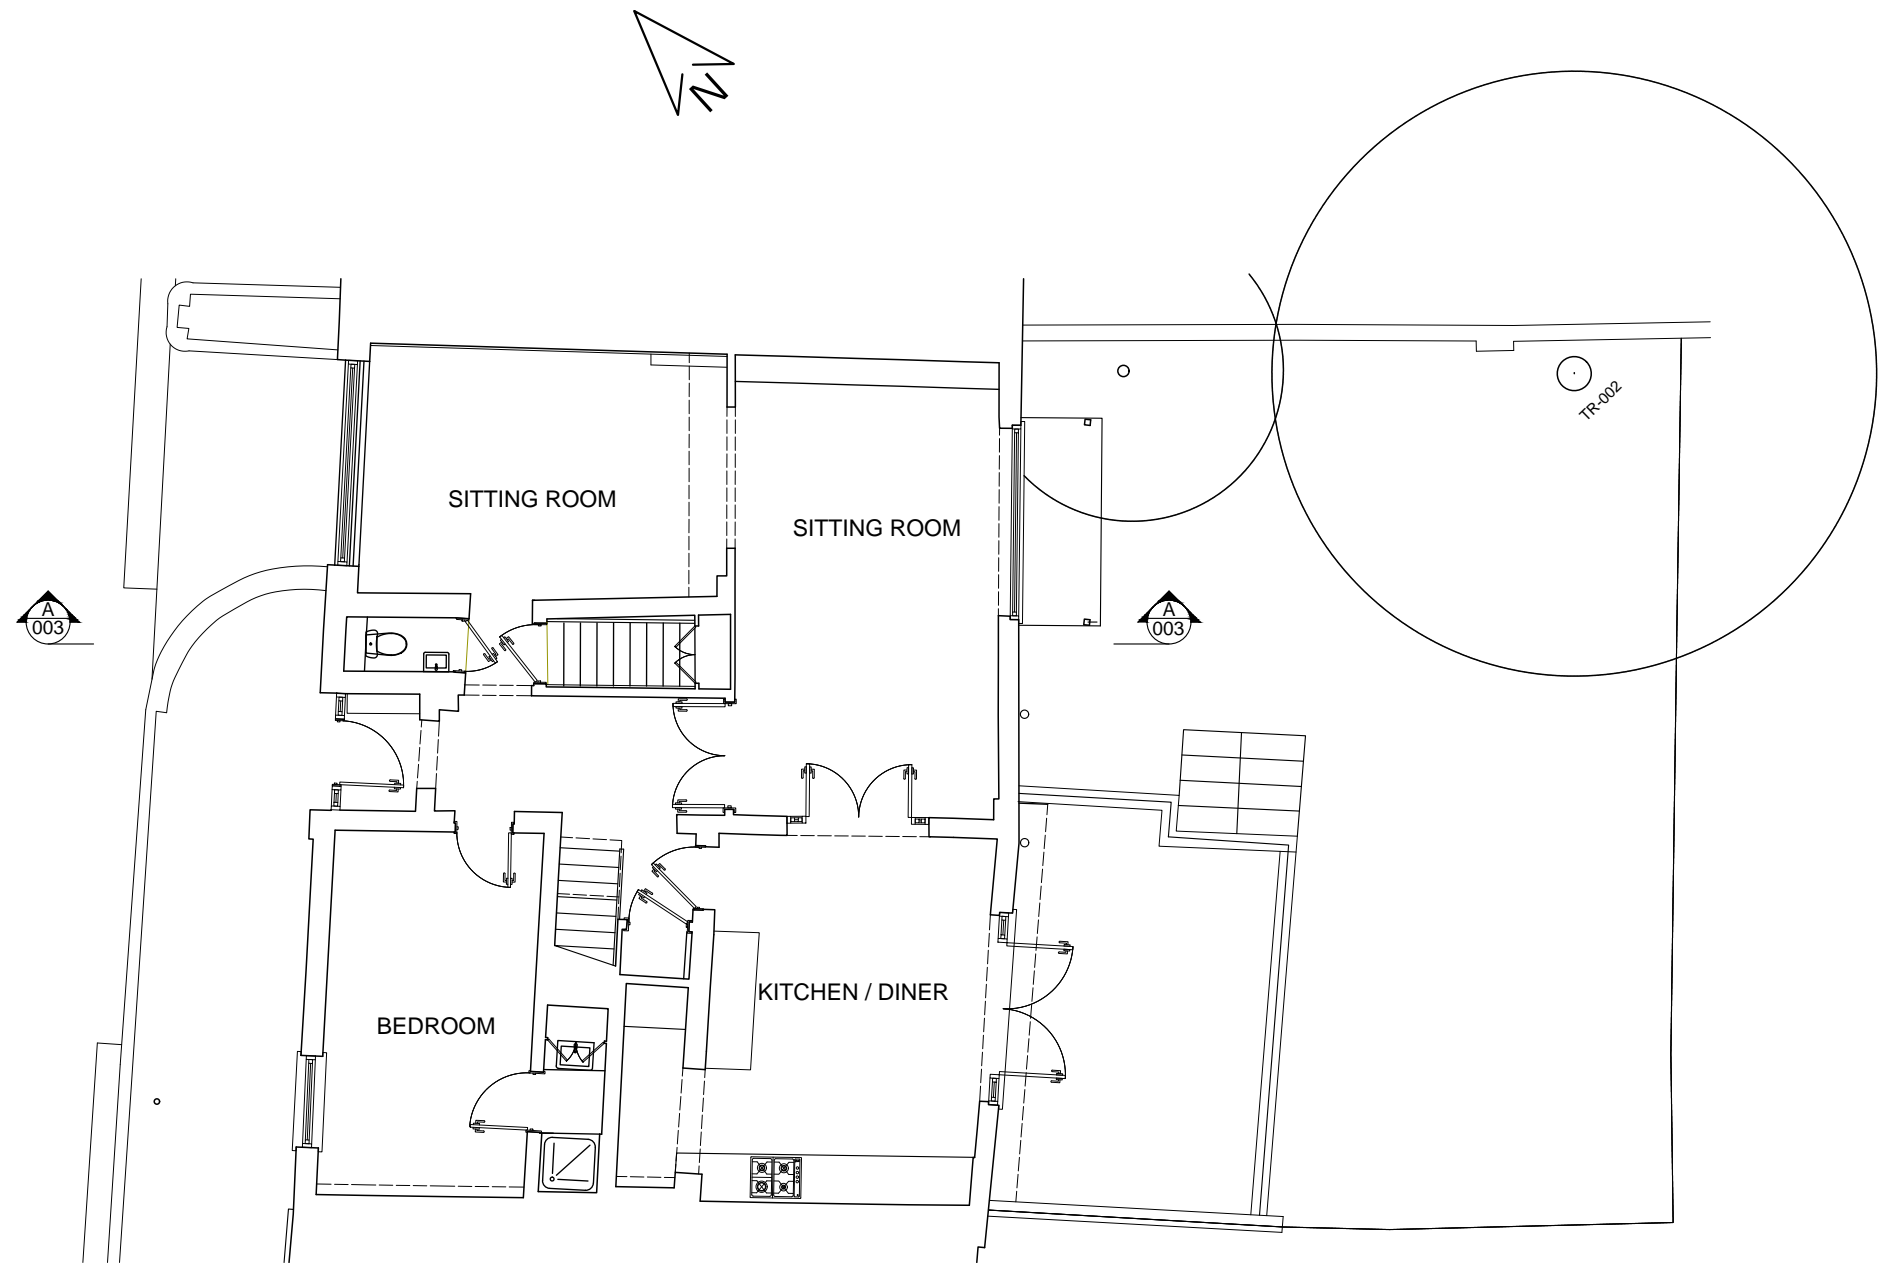 N
TR-002
SITTING ROOM
SITTING ROOM
A
003
A
003
KITCHEN / DINER
BEDROOM